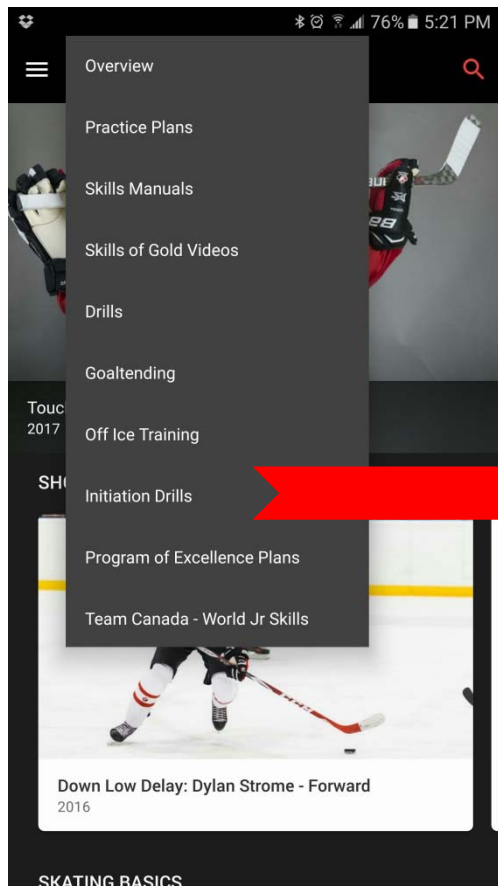 76% 5:21 PM
Overview
Practice Plans
Skills Manuals
Skills of Gold Videos
Drills
Goaltending
Touc
2017
Off Ice Training
SH
Initiation Drills
Program of Excellence Plans
Team Canada - World Jr Skills
Down Low Delay: Dylan Strome - Forward
2016
SKATING BASICS